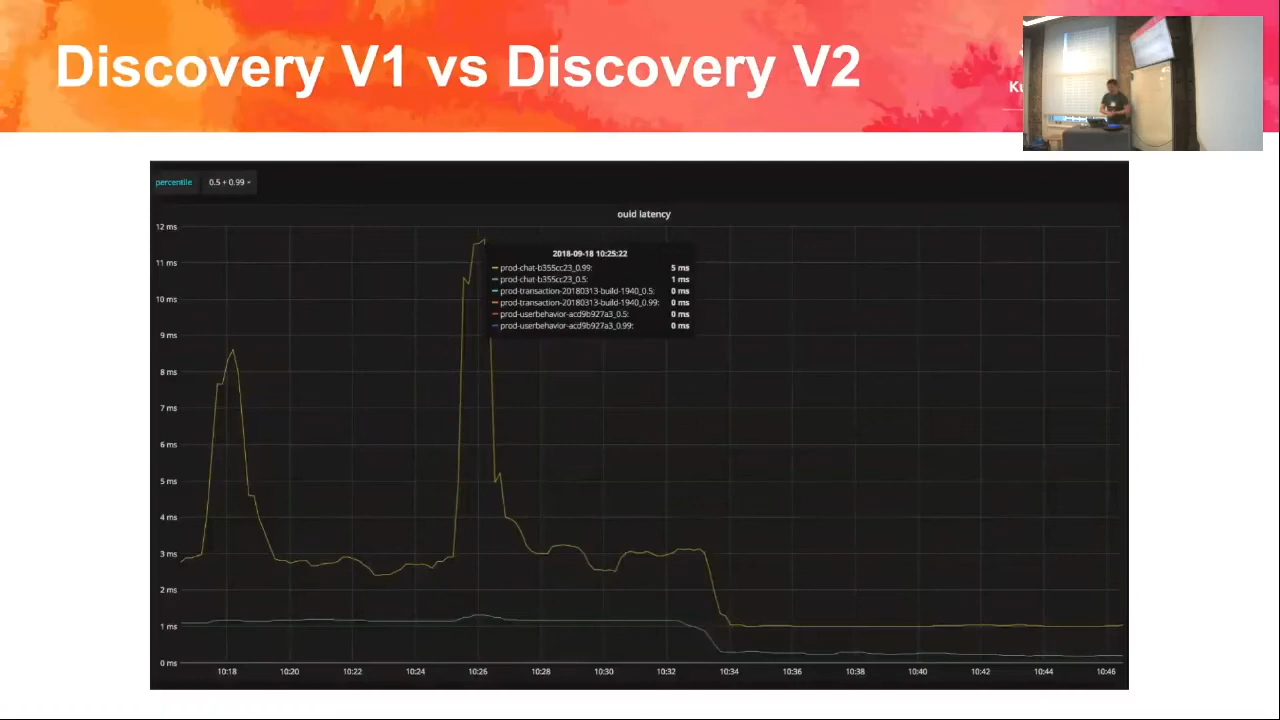 Discovery V1 vs Discovery V2
Ku
percentile 0.5 + 0.99
ould latency
12 ms
11 ms
10 ms
9 ms
8 ms
7 ms
6 ms
5 ms
4 ms
3 ms
2 ms
1 ms
0 ms
2018-09-18 10:25:22
prod-chat-b355cc23_0.99: 5 ms
prod-chat-b355cc23_0.5: 1 ms
prod-transaction-20180313-build-1940_0.5: 0 ms
prod-transaction-20180313-build-1940_0.99: 0 ms
prod-userbehavior-acd9b927a3_0.5: 0 ms
prod-userbehavior-acd9b927a3_0.99: 0 ms
10:18 10:20 10:22 10:24 10:26 10:28 10:30 10:32 10:34 10:36 10:38 10:40 10:42 10:44 10:46